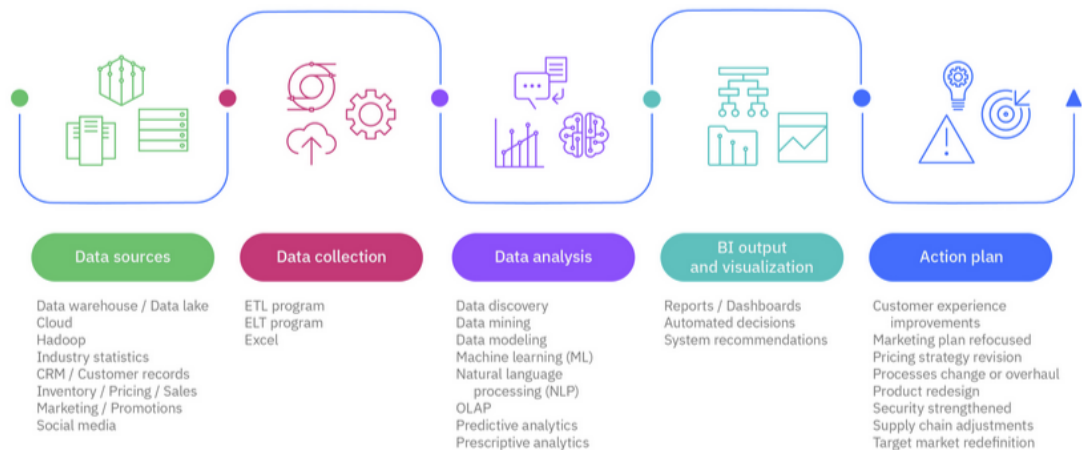 Data sources
Data warehouse / Data lake
Cloud
Hadoop
Industry statistics
CRM / Customer records
Inventory / Pricing / Sales
Marketing / Promotions
Social media
Data collection
ETL program
ELT program
Excel
Data analysis
Data discovery
Data mining
Data modeling
Machine learning (ML)
Natural language
processing (NLP)
OLAP
Predictive analytics
Prescriptive analytics
BI output
and visualization
Reports / Dashboards
Automated decisions
System recommendations
Action plan
Customer experience
improvements
Marketing plan refocused
Pricing strategy revision
Processes change or overhaul
Product redesign
Security strengthened
Supply chain adjustments
Target market redefinition